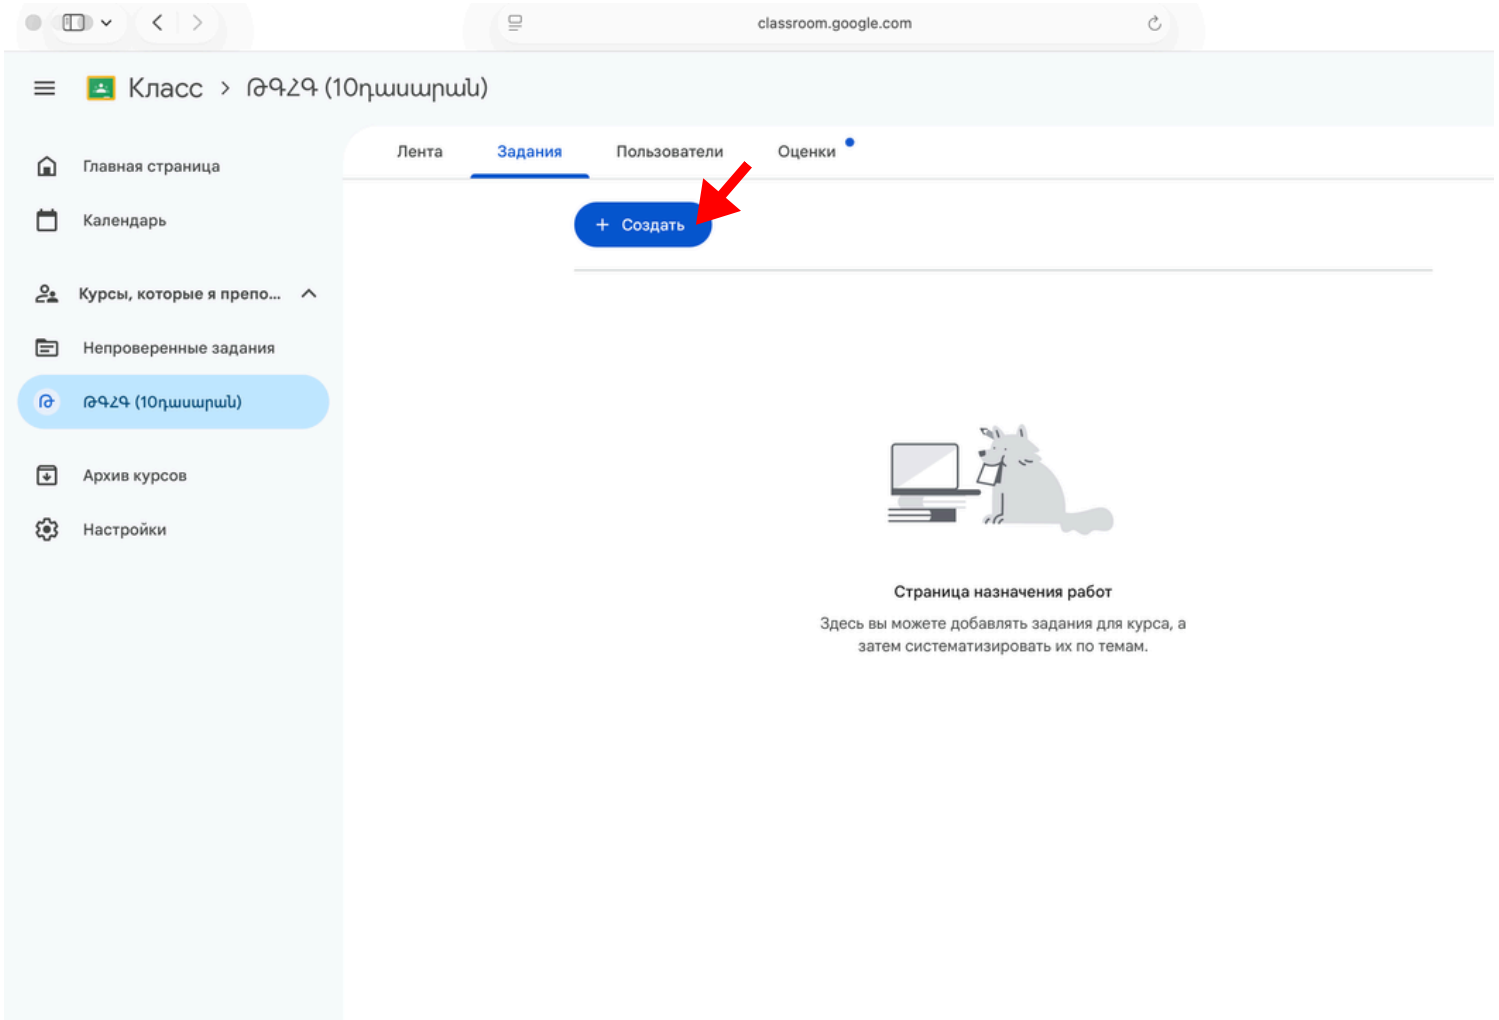 classroom.google.com
Класс > ԹԳՀԳ (10դասարան)
Лента Задания Пользователи Оценки
Главная страница
Календарь
Курсы, которые я препо...
Непроверенные задания
Թ ԹԳՀԳ (10դասարան)
Архив курсов
Настройки
+ Создать
Страница назначения работ
Здесь вы можете добавлять задания для курса, а
затем систематизировать их по темам.